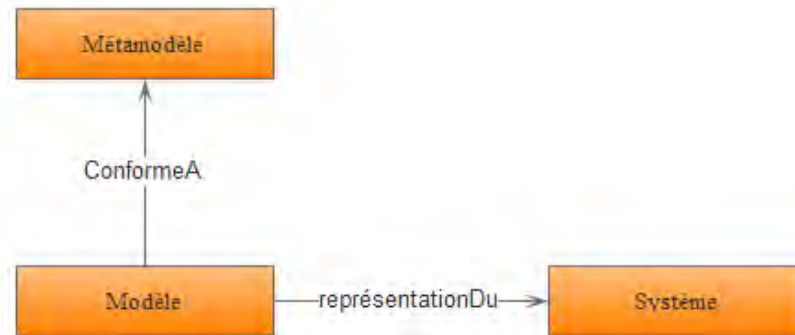 Métamodèle
ConformeA
Modèle
représentationDu
Système